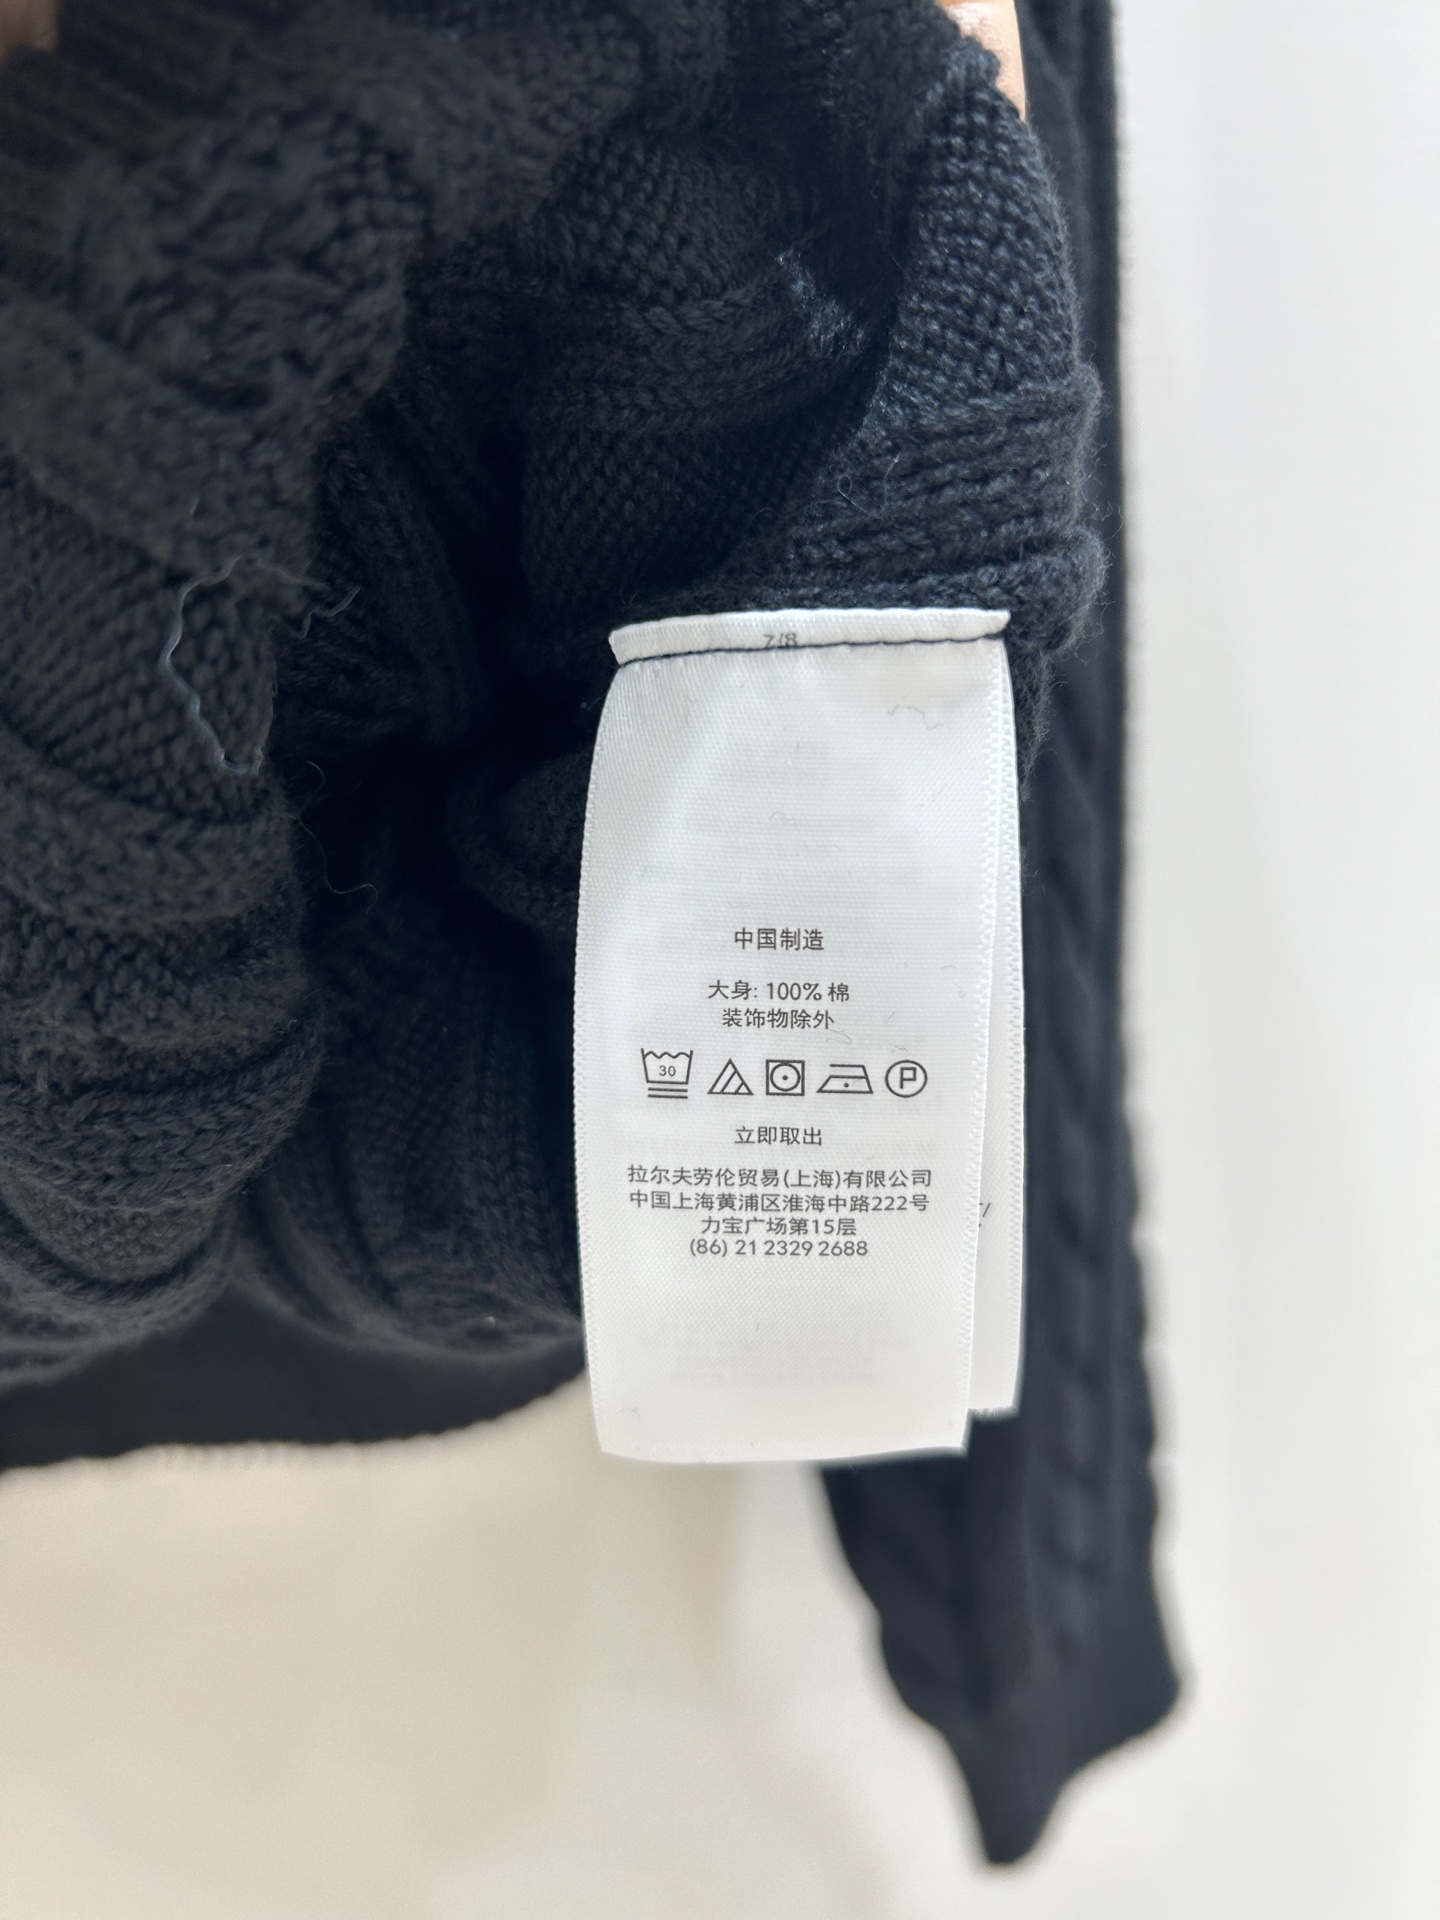 7/8
中国制造
大身: 100% 棉
装饰物除外
30
P
立即取出
拉尔夫劳伦贸易(上海)有限公司
中国上海黄浦区淮海中路222号
力宝广场第15层
(86) 21 2329 2688